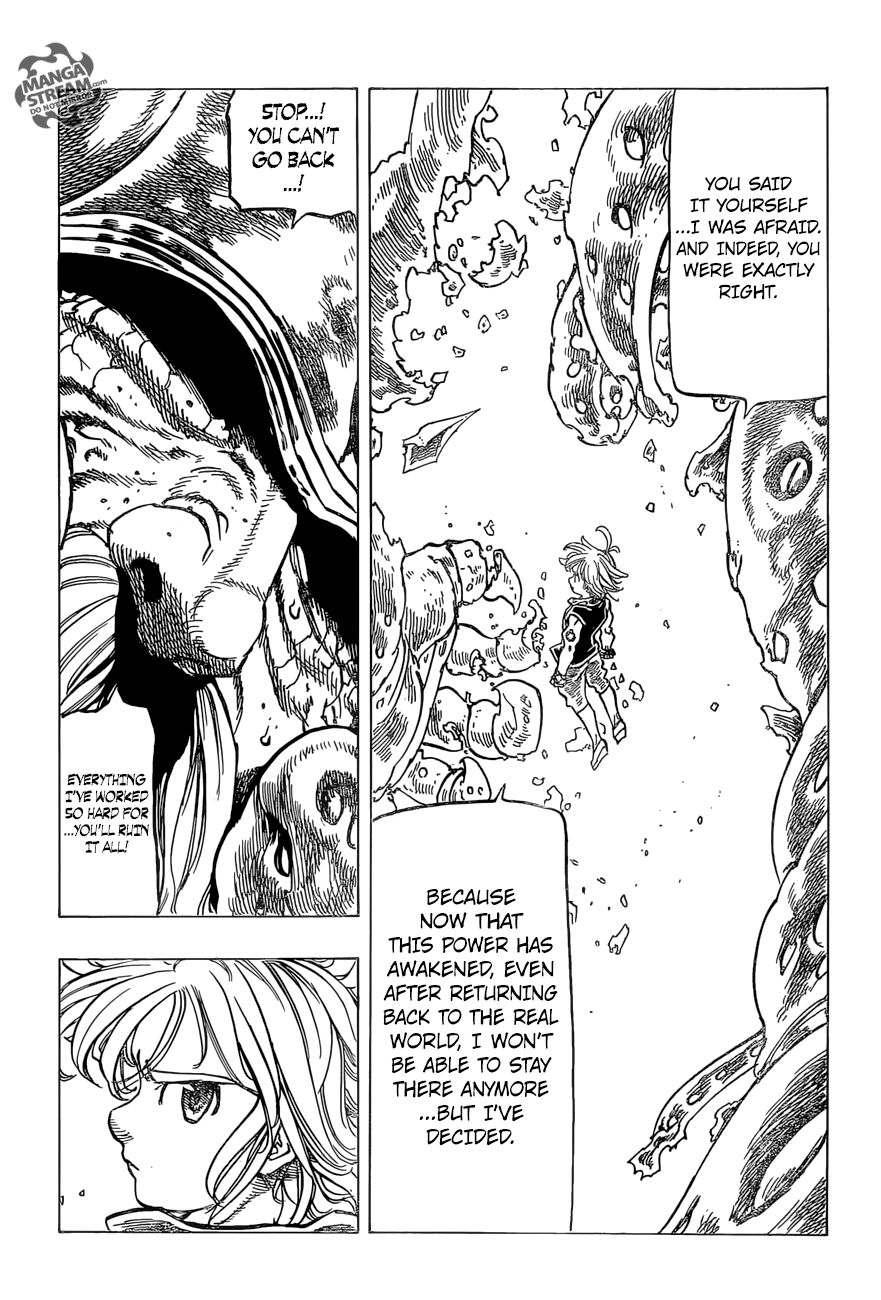 MANGA
STREAM.com
DO NOT MIRROR
YOU SAID
IT YOURSELF
...I WAS AFRAID.
AND INDEED, YOU
WERE EXACTLY
RIGHT.
BECAUSE
NOW THAT
THIS POWER HAS
AWAKENED, EVEN
AFTER RETURNING
BACK TO THE REAL
WORLD, I WON'T
BE ABLE TO STAY
THERE ANYMORE
...BUT I'VE
DECIDED.
STOP...!
YOU CAN'T
GO BACK
...!
EVERYTHING
I'VE WORKED
SO HARD FOR
...YOU'LL RUIN
IT ALL!